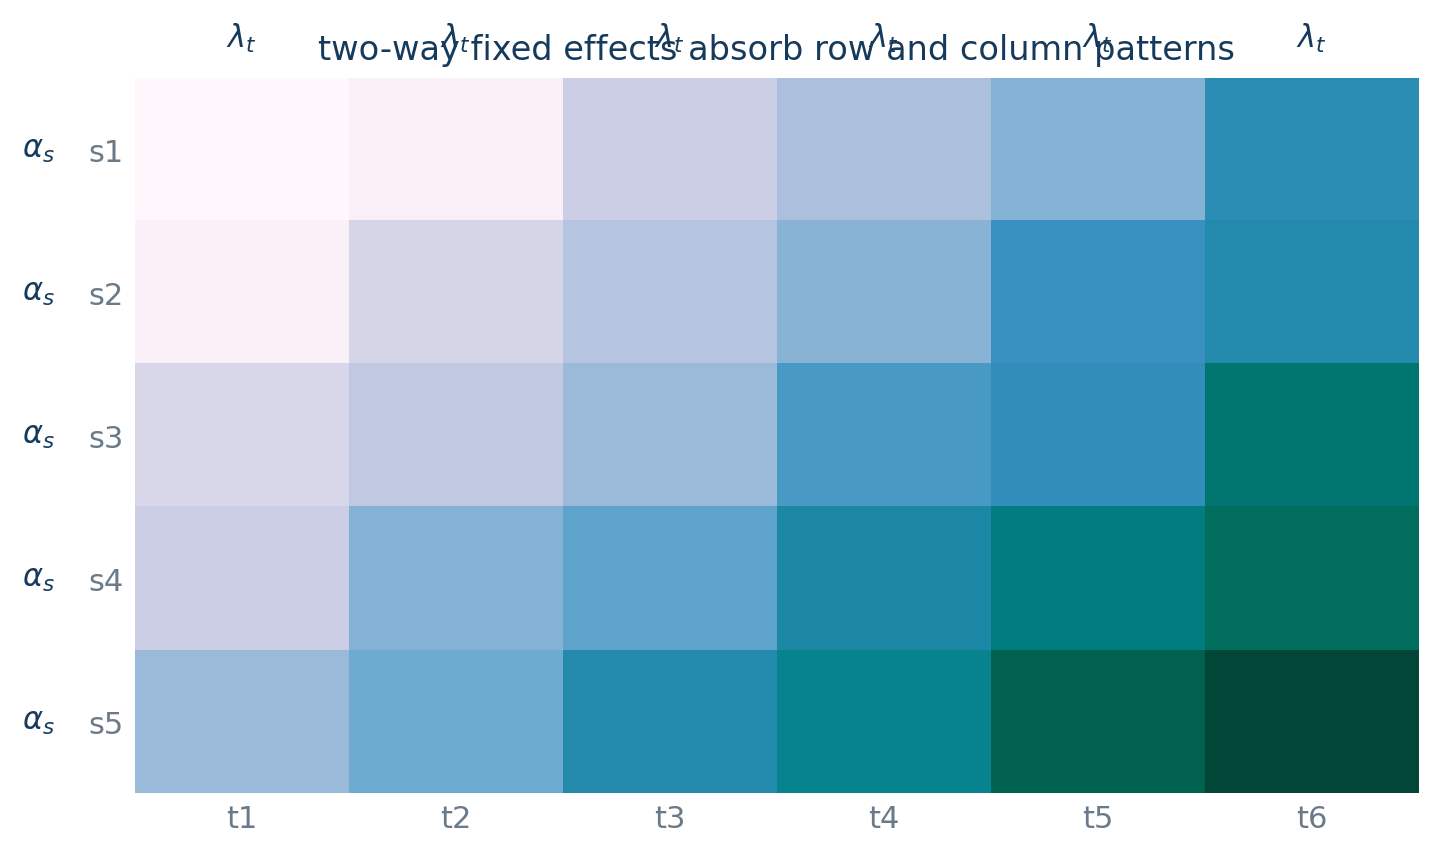 λt λt λt λt λt λt
two-way fixed effects absorb row and column patterns
αs s1
αs s2
αs s3
αs s4
αs s5
t1 t2 t3 t4 t5 t6